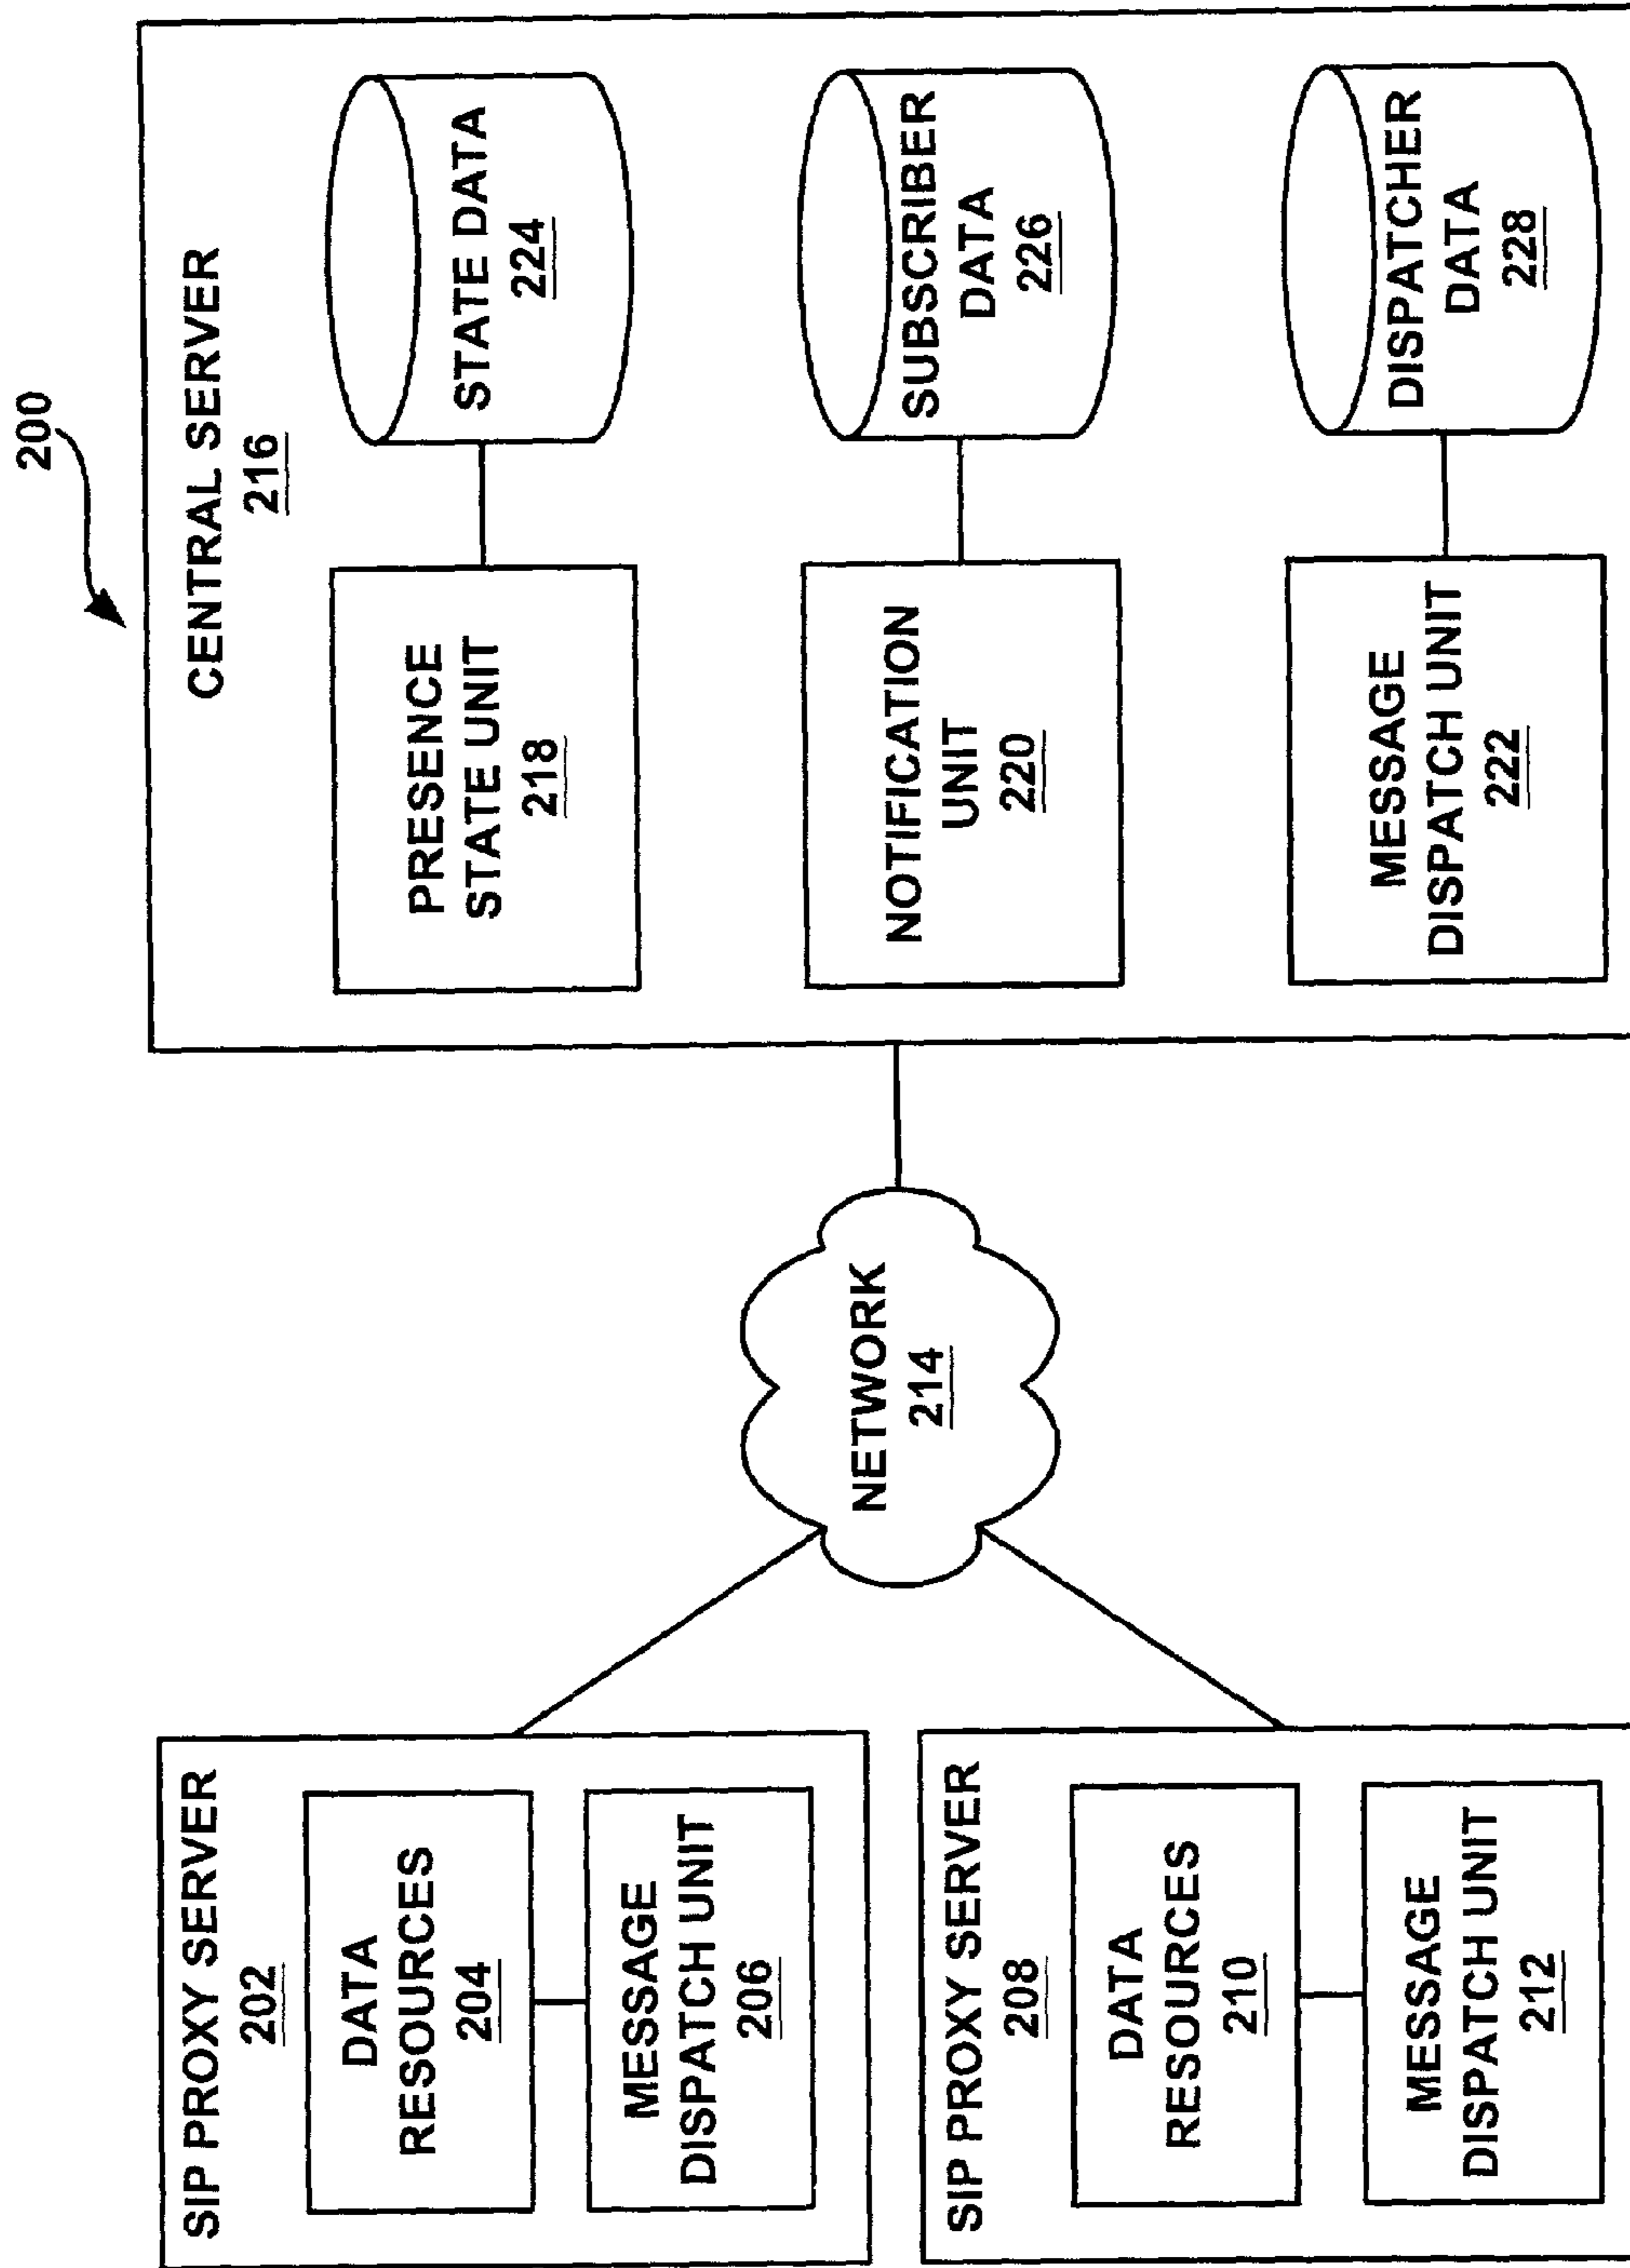 200
SIP PROXY SERVER
202
DATA
RESOURCES
204
MESSAGE
DISPATCH UNIT
206
SIP PROXY SERVER
208
DATA
RESOURCES
210
MESSAGE
DISPATCH UNIT
212
NETWORK
214
CENTRAL SERVER
216
PRESENCE
STATE UNIT
218
STATE DATA
224
NOTIFICATION
UNIT
220
SUBSCRIBER
DATA
226
MESSAGE
DISPATCH UNIT
222
DISPATCHER
DATA
228